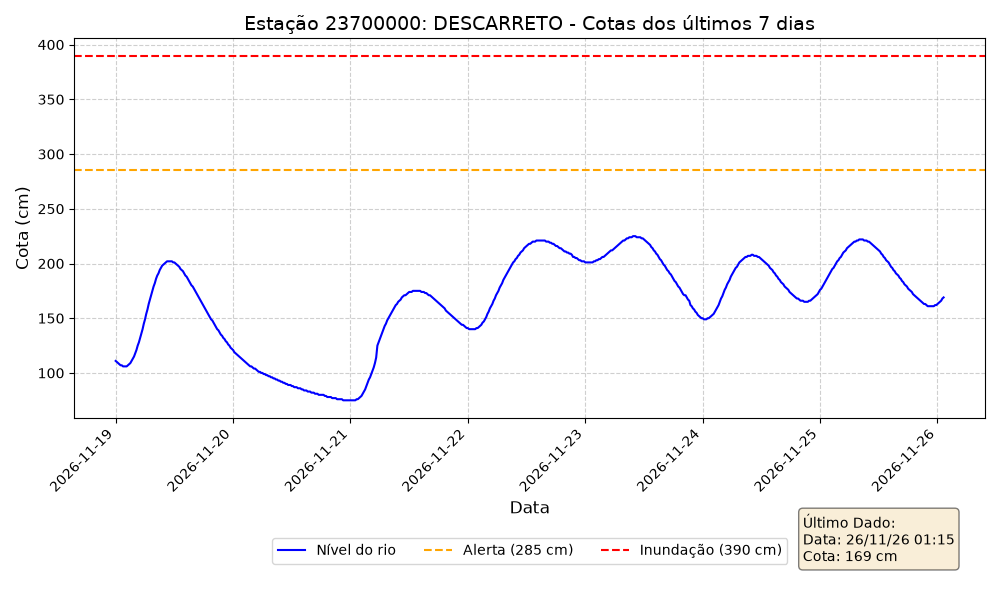 Estação 23700000: DESCARRETO - Cotas dos últimos 7 dias
Cota (cm)
400
350
300
250
200
150
100
2026-11-19
2026-11-20
2026-11-21
2026-11-22
2026-11-23
2026-11-24
2026-11-25
2026-11-26
Data
Nível do rio
Alerta (285 cm)
Inundação (390 cm)
Último Dado:
Data: 26/11/26 01:15
Cota: 169 cm